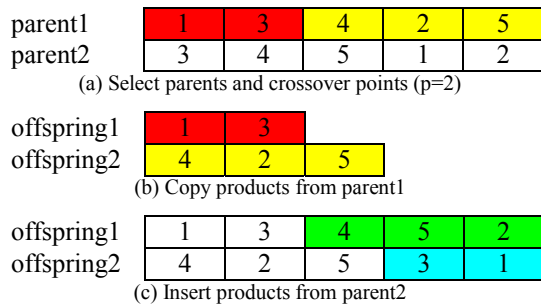 parent1 1 3 4 2 5
parent2 3 4 5 1 2
(a) Select parents and crossover points (p=2)
offspring1 1 3
offspring2 4 2 5
(b) Copy products from parent1
offspring1 1 3 4 5 2
offspring2 4 2 5 3 1
(c) Insert products from parent2